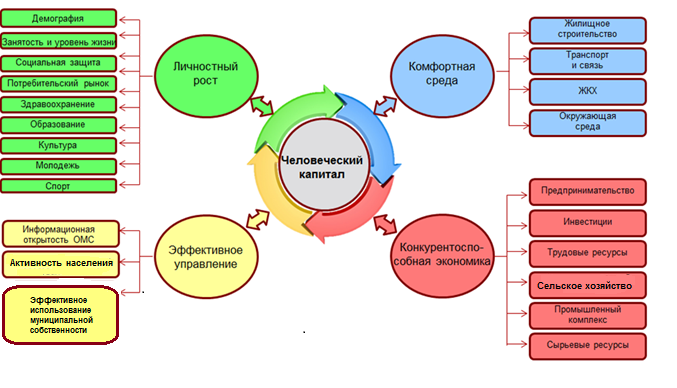 Демография
Занятость и уровень жизни
Социальная защита
Потребительский рынок
Здравоохранение
Образование
Культура
Молодежь
Спорт
Личностный
рост
Комфортная
среда
Жилищное
строительство
Транспорт
и связь
ЖКХ
Окружающая
среда
Человеческий
капитал
Информационная
открытость ОМС
Активность населения
Эффективное
использование
муниципальной
собственности
Эффективное
управление
Конкурентоспо-
собная экономика
Предпринимательство
Инвестиции
Трудовые ресурсы
Сельское хозяйство
Промышленный
комплекс
Сырьевые ресурсы